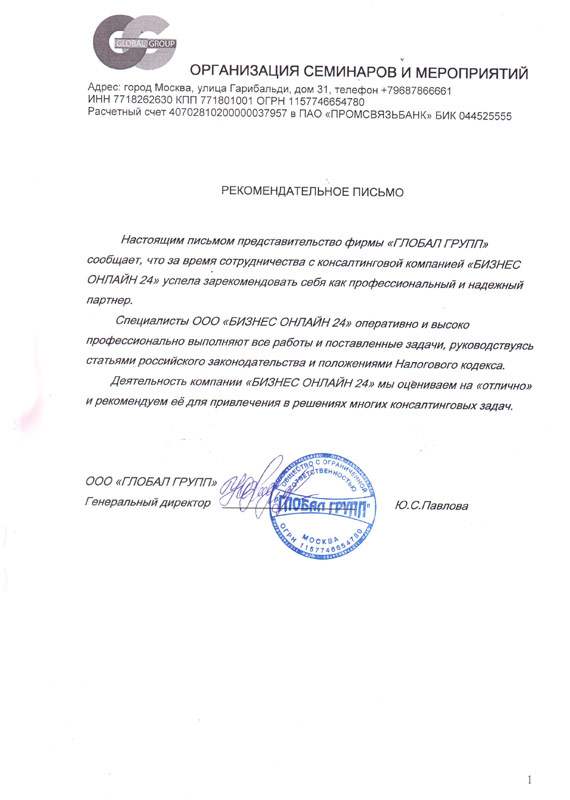 GLOBAL GROUP
ОРГАНИЗАЦИЯ СЕМИНАРОВ И МЕРОПРИЯТИЙ
Адрес: город Москва, улица Гарибальди, дом 31, телефон +79687866661
ИНН 7718262630 КПП 771801001 ОГРН 1157746654780
Расчетный счет 40702810200000037957 в ПАО «ПРОМСВЯЗЬБАНК» БИК 044525555
РЕКОМЕНДАТЕЛЬНОЕ ПИСЬМО
Настоящим письмом представительство фирмы «ГЛОБАЛ ГРУПП»
сообщает, что за время сотрудничества с консалтинговой компанией «БИЗНЕС
ОНЛАЙН 24» успела зарекомендовать себя как профессиональный и надежный
партнер.
Специалисты ООО «БИЗНЕС ОНЛАЙН 24» оперативно и высоко
профессионально выполняют все работы и поставленные задачи, руководствуясь
статьями российского законодательства и положениями Налогового кодекса.
Деятельность компании «БИЗНЕС ОНЛАЙН 24» мы оцениваем на «отлично»
и рекомендуем её для привлечения в решениях многих консалтинговых задач.
ООО «ГЛОБАЛ ГРУПП»
Генеральный директор
Ю.С.Павлова
ОБЩЕСТВО С ОГРАНИЧЕННОЙ
ОТВЕТСТВЕННОСТЬЮ
"ГЛОБАЛ ГРУПП"
МОСКВА
ОГРН 1157746654780
1